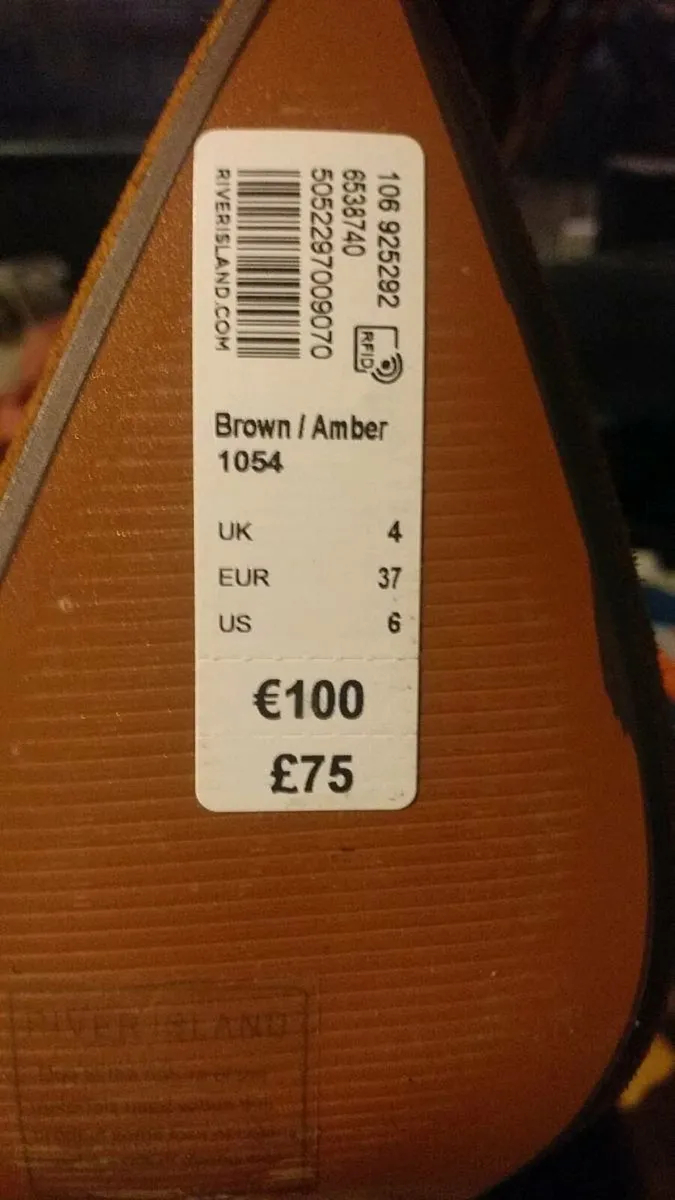 106 925292
6538740
5052297009070
RIVERISLAND.COM
RFID
Brown / Amber
1054
UK 4
EUR 37
US 6
€100
£75
RIVER ISLAND